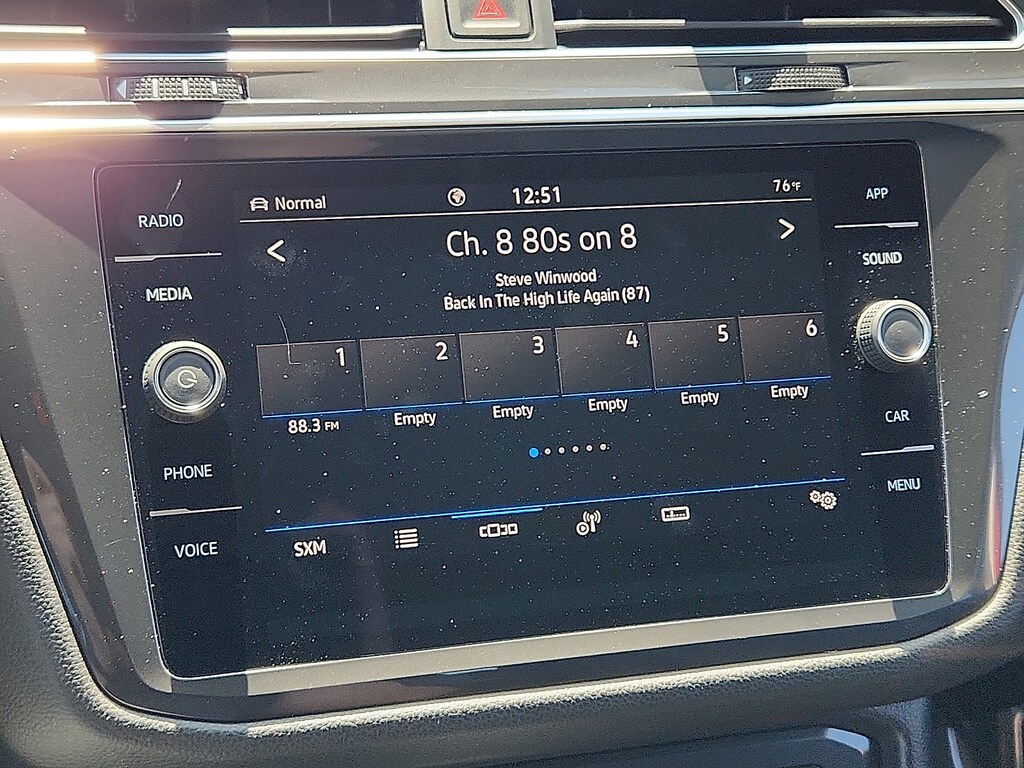 RADIO
MEDIA
PHONE
VOICE
Normal
12:51
76°F
Ch. 8 80s on 8
Steve Winwood
Back In The High Life Again (87)
1 2 3 4 5 6
88.3 FM Empty Empty Empty Empty Empty
SXM
APP
SOUND
CAR
MENU